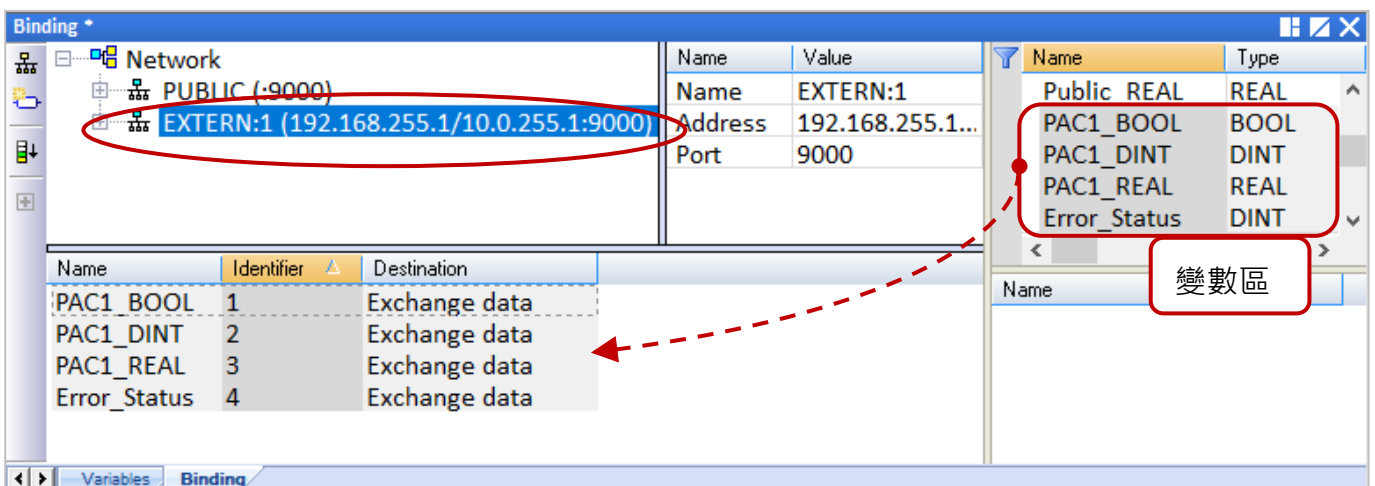 Binding *
Network
PUBLIC (:9000)
EXTERN:1 (192.168.255.1/10.0.255.1:9000)
Name Value
Name EXTERN:1
Address 192.168.255.1...
Port 9000
Name Type
Public_REAL REAL
PAC1_BOOL BOOL
PAC1_DINT DINT
PAC1_REAL REAL
Error_Status DINT
變數區
Name
Name Identifier Destination
PAC1_BOOL 1 Exchange data
PAC1_DINT 2 Exchange data
PAC1_REAL 3 Exchange data
Error_Status 4 Exchange data
Variables Binding